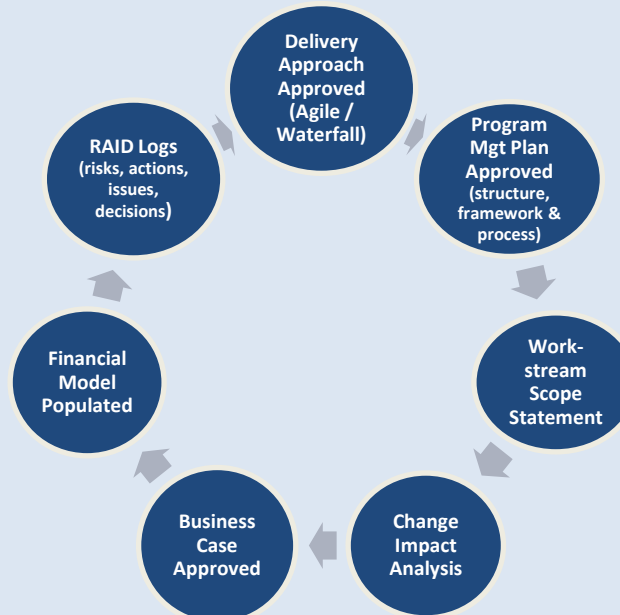 Delivery
Approach
Approved
(Agile /
Waterfall)
Program
Mgt Plan
Approved
(structure,
framework &
process)
Work-
stream
Scope
Statement
Change
Impact
Analysis
Business
Case
Approved
Financial
Model
Populated
RAID Logs
(risks, actions,
issues,
decisions)